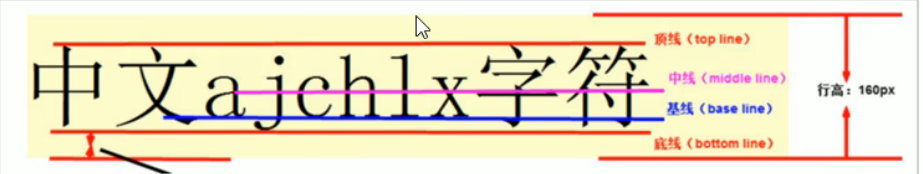 中文ajchlx字符
顶线（top line）
中线（middle line）
基线（base line）
底线（bottom line）
行高：160px